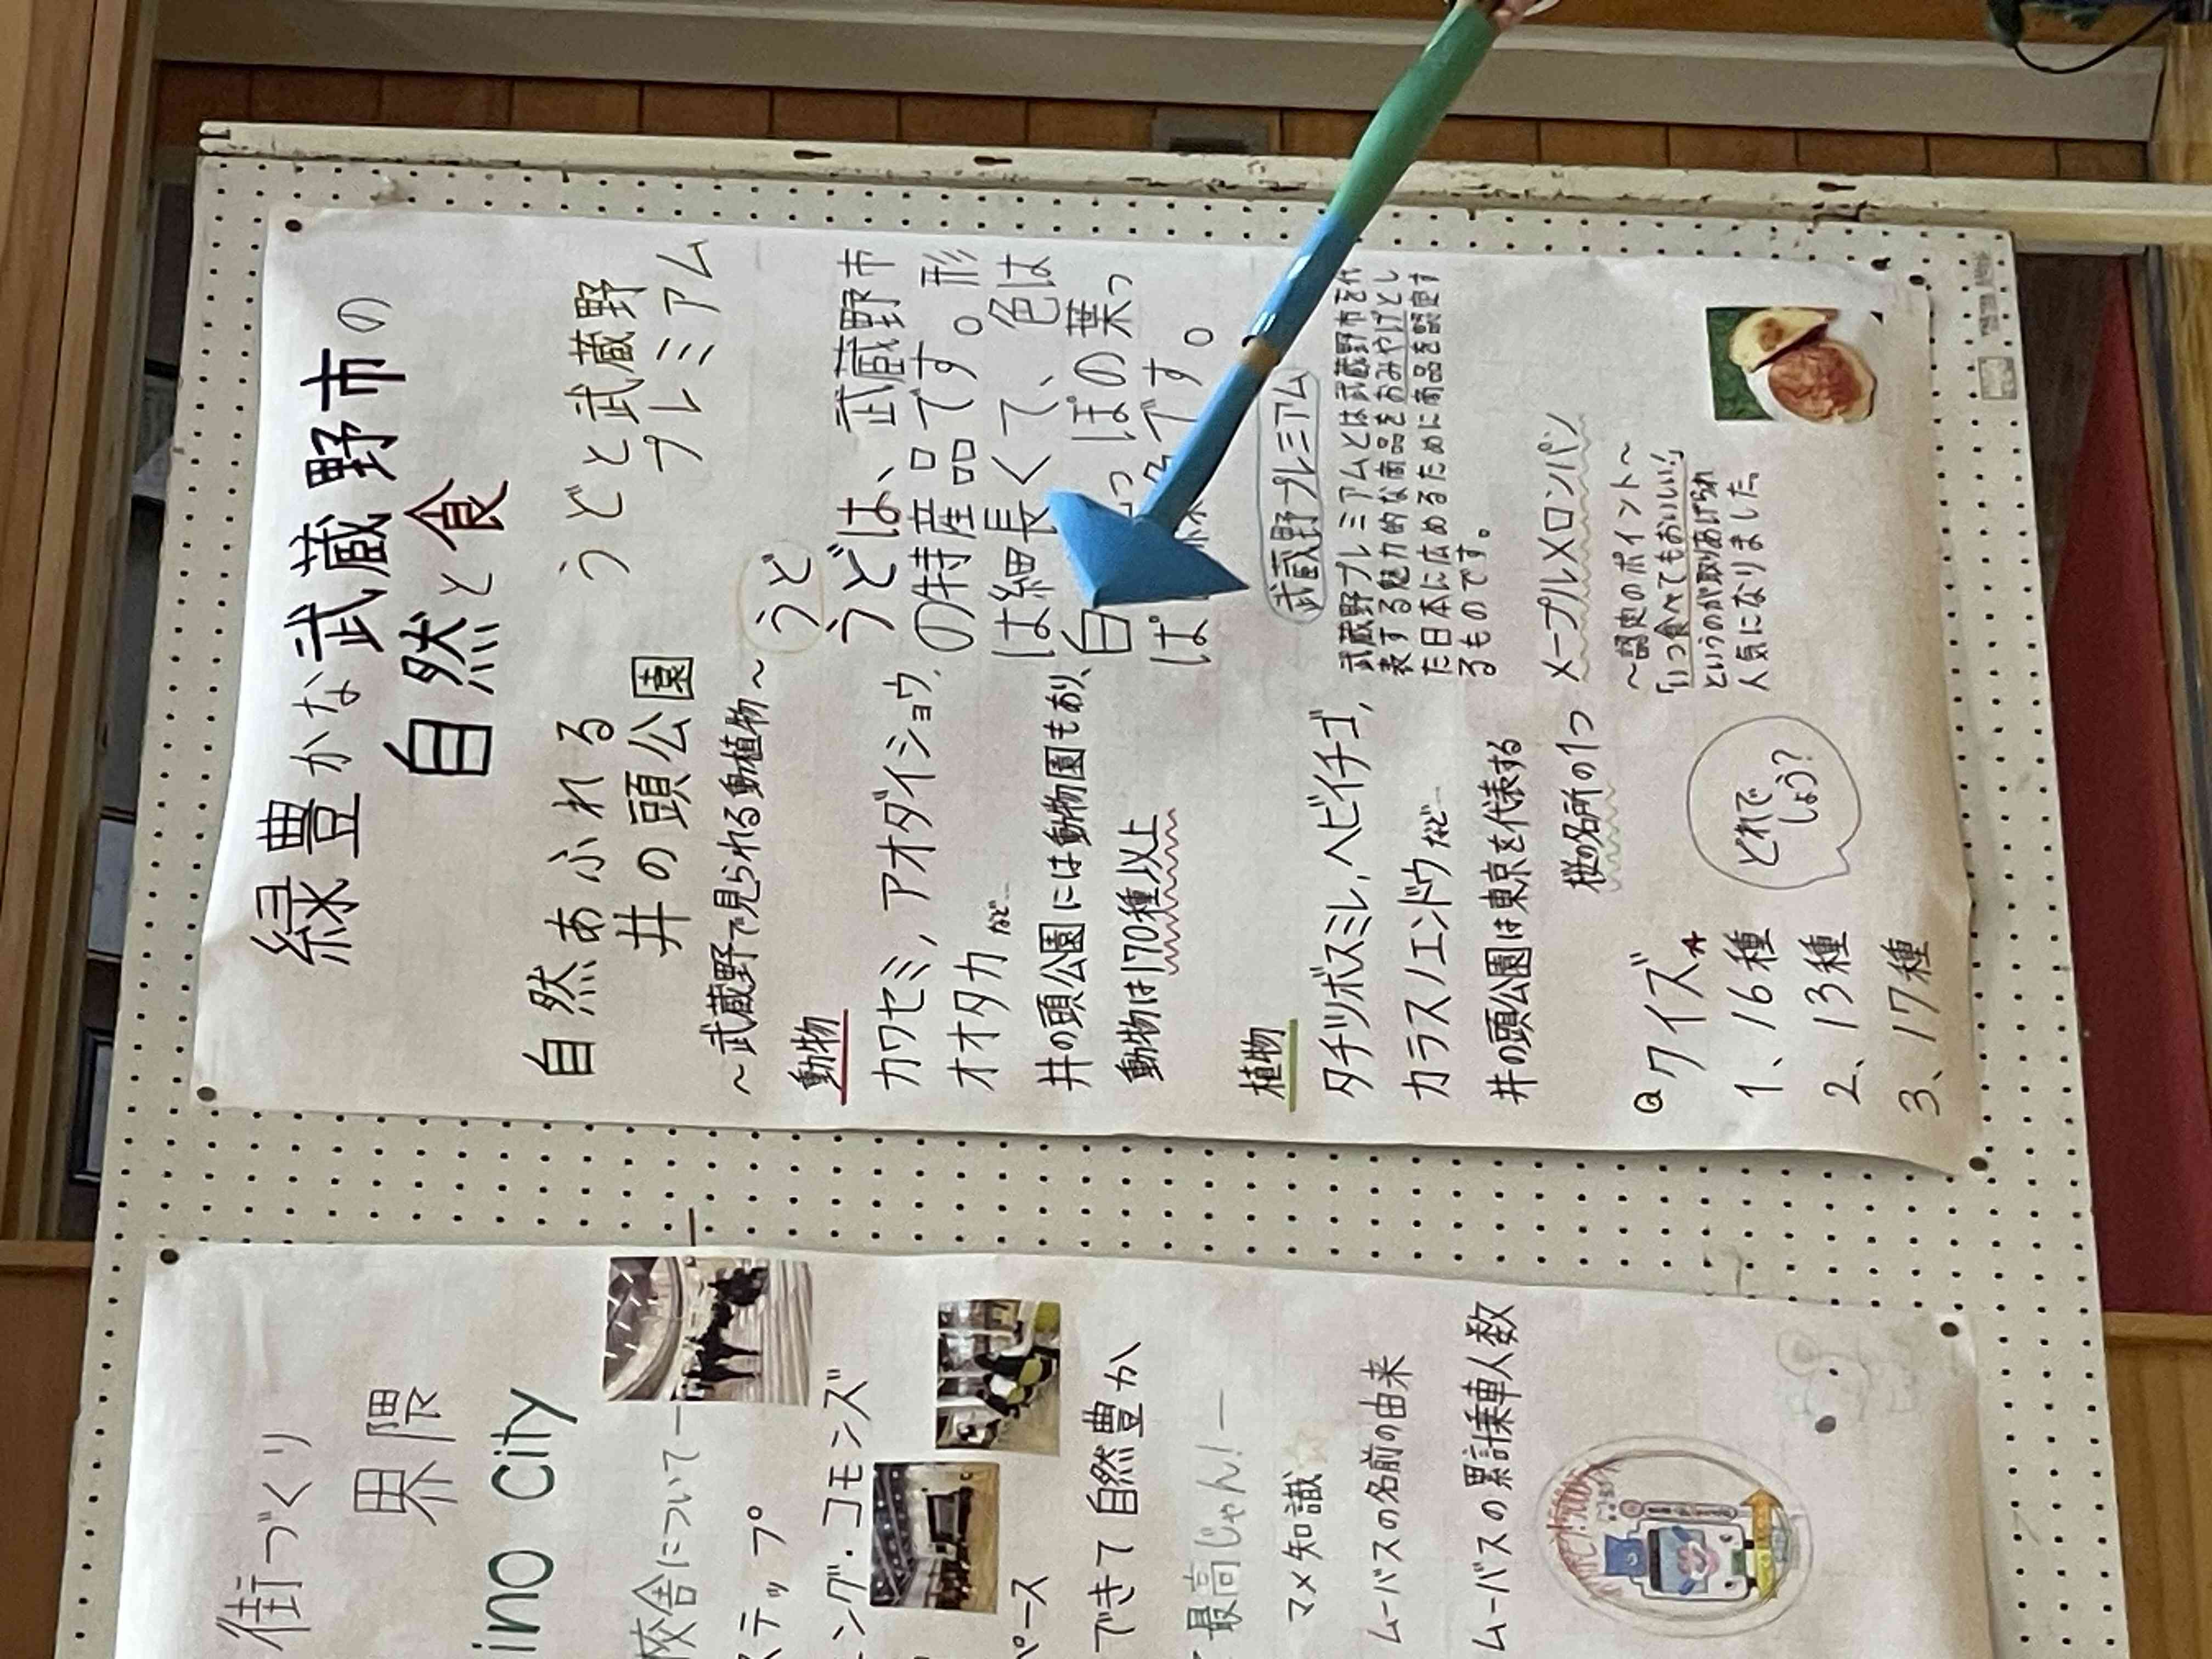 緑豊かな武蔵野市の
自然と食
自然あふれる
井の頭公園
~武蔵野で見られる動植物~
動物
カワセミ,アオダイショウ,
オオタカなど…
井の頭公園には動物園もあり、
動物は170種以上
植物
タチツボスミレ,ヘビイチゴ,
カラスノエンドウなど…
井の頭公園は東京を代表する
桜の名所の1つ
Q クイズ
1、16種
2、13種
3、17種
どれで
しょう?
うどと武蔵野
プレミアム
うど
うどは、武蔵野市
の特産品です。形
は細長くて、色は
白
っぽの葉っ
ぱ
です。
武蔵野プレミアム
武蔵野プレミアムとは武蔵野市を代
表する魅力的な商品をおみやげとし
た日本に広めるために商品を認定す
るものです。
メープルメロンパン
~認定のポイント~
「いつ食べてもおいしい!」
というのが取りあげられ
人気になりました
街づくり
界隈
ino City
校舎について一
ステップ
ング・コモンズ
ペース
できて自然豊か
最高じゃん!一
マメ知識
ムーバスの名前の由来
ムーバスの累計乗車人数